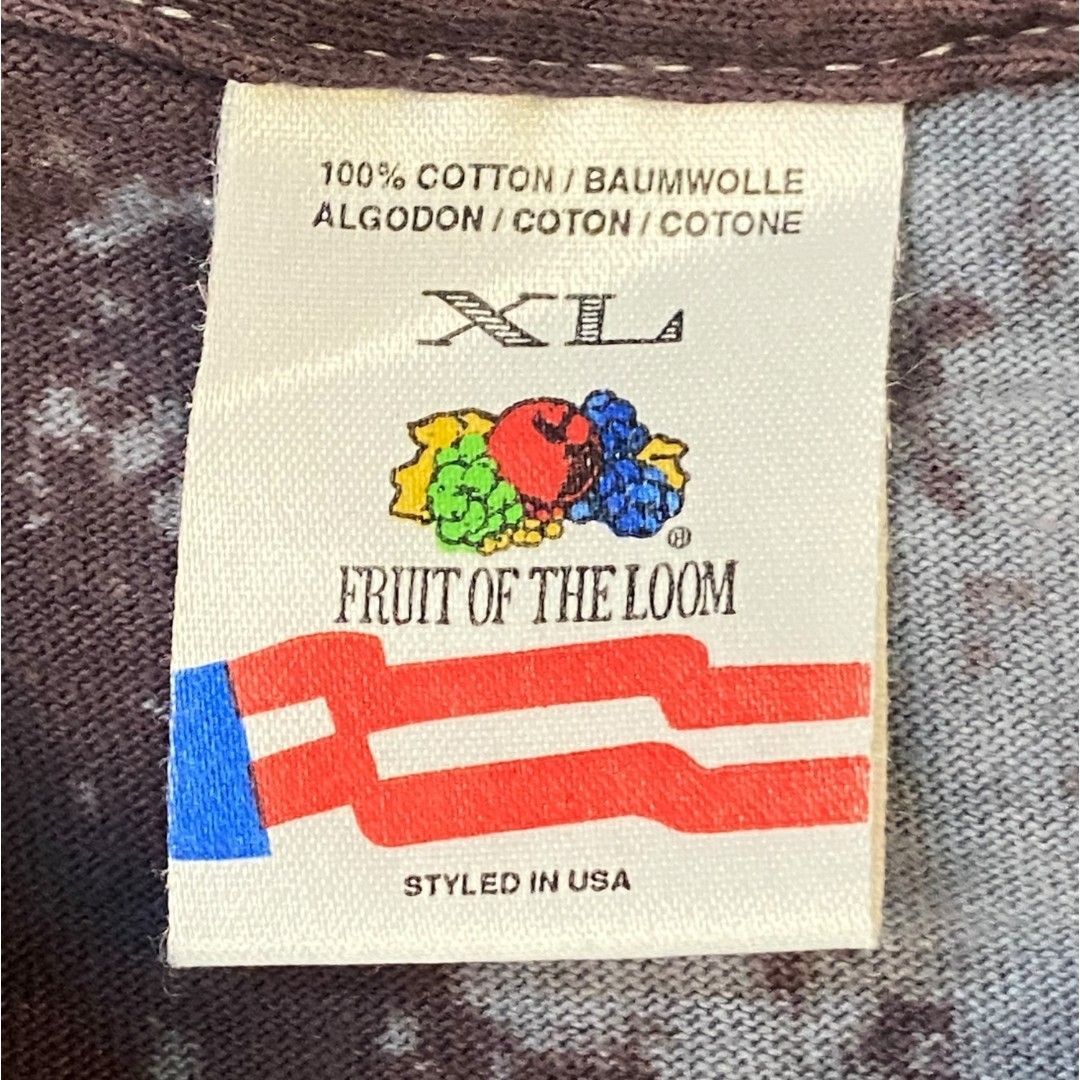 100% COTTON / BAUMWOLLE
ALGODON / COTON / COTONE
XL
®
FRUIT OF THE LOOM
STYLED IN USA